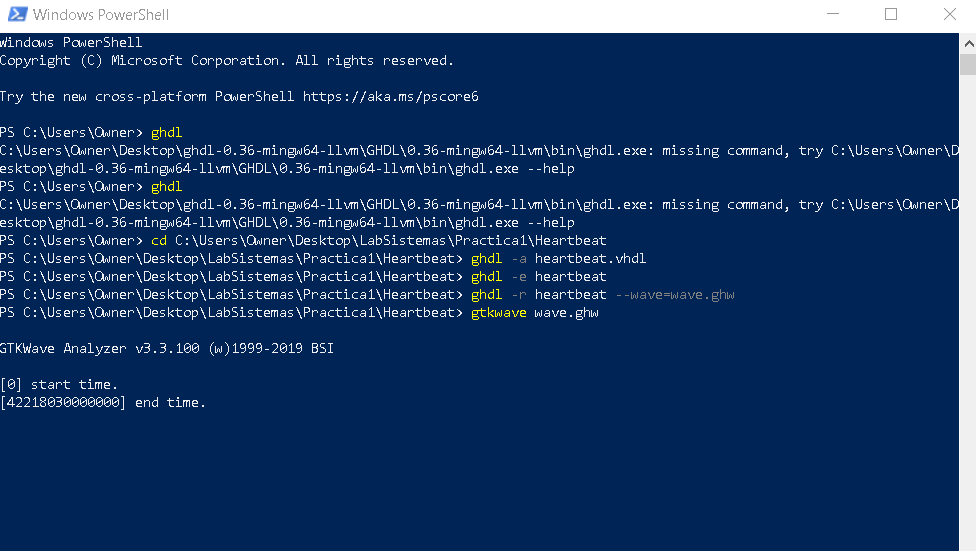 Windows PowerShell
Windows PowerShell
Copyright (C) Microsoft Corporation. All rights reserved.
Try the new cross-platform PowerShell https://aka.ms/pscore6
PS C:\Users\Owner> ghdl
C:\Users\Owner\Desktop\ghdl-0.36-mingw64-llvm\GHDL\0.36-mingw64-llvm\bin\ghdl.exe: missing command, try C:\Users\Owner\D
esktop\ghdl-0.36-mingw64-llvm\GHDL\0.36-mingw64-llvm\bin\ghdl.exe --help
PS C:\Users\Owner> ghdl
C:\Users\Owner\Desktop\ghdl-0.36-mingw64-llvm\GHDL\0.36-mingw64-llvm\bin\ghdl.exe: missing command, try C:\Users\Owner\D
esktop\ghdl-0.36-mingw64-llvm\GHDL\0.36-mingw64-llvm\bin\ghdl.exe --help
PS C:\Users\Owner> cd C:\Users\Owner\Desktop\LabSistemas\Practica1\Heartbeat
PS C:\Users\Owner\Desktop\LabSistemas\Practica1\Heartbeat> ghdl -a heartbeat.vhdl
PS C:\Users\Owner\Desktop\LabSistemas\Practica1\Heartbeat> ghdl -e heartbeat
PS C:\Users\Owner\Desktop\LabSistemas\Practica1\Heartbeat> ghdl -r heartbeat --wave=wave.ghw
PS C:\Users\Owner\Desktop\LabSistemas\Practica1\Heartbeat> gtkwave wave.ghw
GTKWave Analyzer v3.3.100 (w)1999-2019 BSI
[0] start time.
[42218030000000] end time.